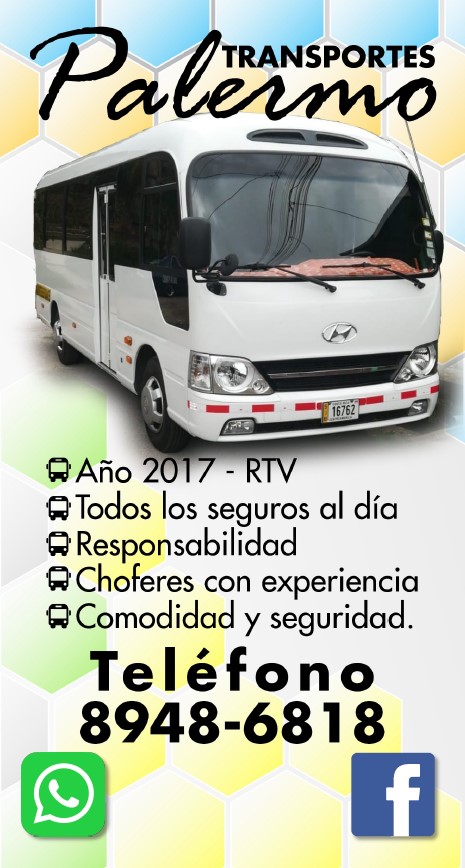 TRANSPORTES
Palermo
16762
Año 2017 - RTV
Todos los seguros al día
Responsabilidad
Choferes con experiencia
Comodidad y seguridad.
Teléfono
8948-6818